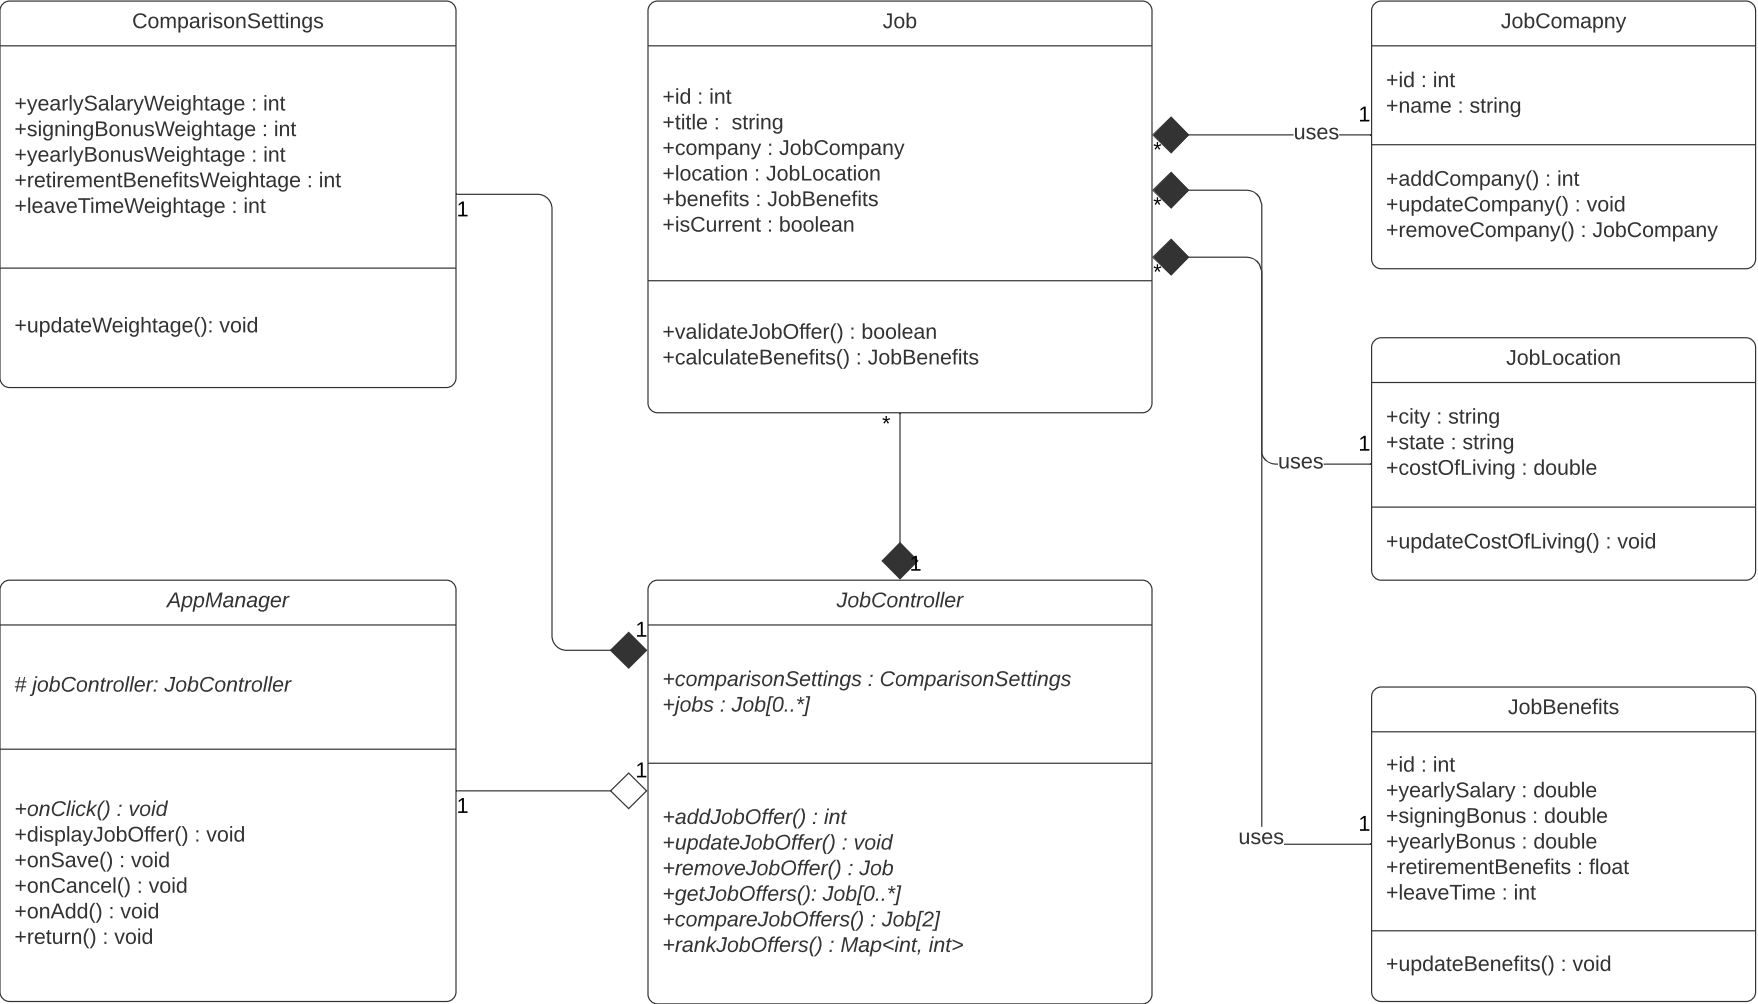 ComparisonSettings
+yearlySalaryWeightage : int
+signingBonusWeightage : int
+yearlyBonusWeightage : int
+retirementBenefitsWeightage : int
+leaveTimeWeightage : int
+updateWeightage(): void
1
Job
+id : int
+title :  string
+company : JobCompany
+location : JobLocation
+benefits : JobBenefits
+isCurrent : boolean
+validateJobOffer() : boolean
+calculateBenefits() : JobBenefits
*
*
*
*
1
JobComapny
+id : int
+name : string
+addCompany() : int
+updateCompany() : void
+removeCompany() : JobCompany
uses
1
JobLocation
+city : string
+state : string
+costOfLiving : double
+updateCostOfLiving() : void
uses
1
AppManager
# jobController: JobController
+onClick() : void
+displayJobOffer() : void
+onSave() : void
+onCancel() : void
+onAdd() : void
+return() : void
1
1
1
JobController
+comparisonSettings : ComparisonSettings
+jobs : Job[0..*]
+addJobOffer() : int
+updateJobOffer() : void
+removeJobOffer() : Job
+getJobOffers(): Job[0..*]
+compareJobOffers() : Job[2]
+rankJobOffers() : Map<int, int>
uses
1
JobBenefits
+id : int
+yearlySalary : double
+signingBonus : double
+yearlyBonus : double
+retirementBenefits : float
+leaveTime : int
+updateBenefits() : void